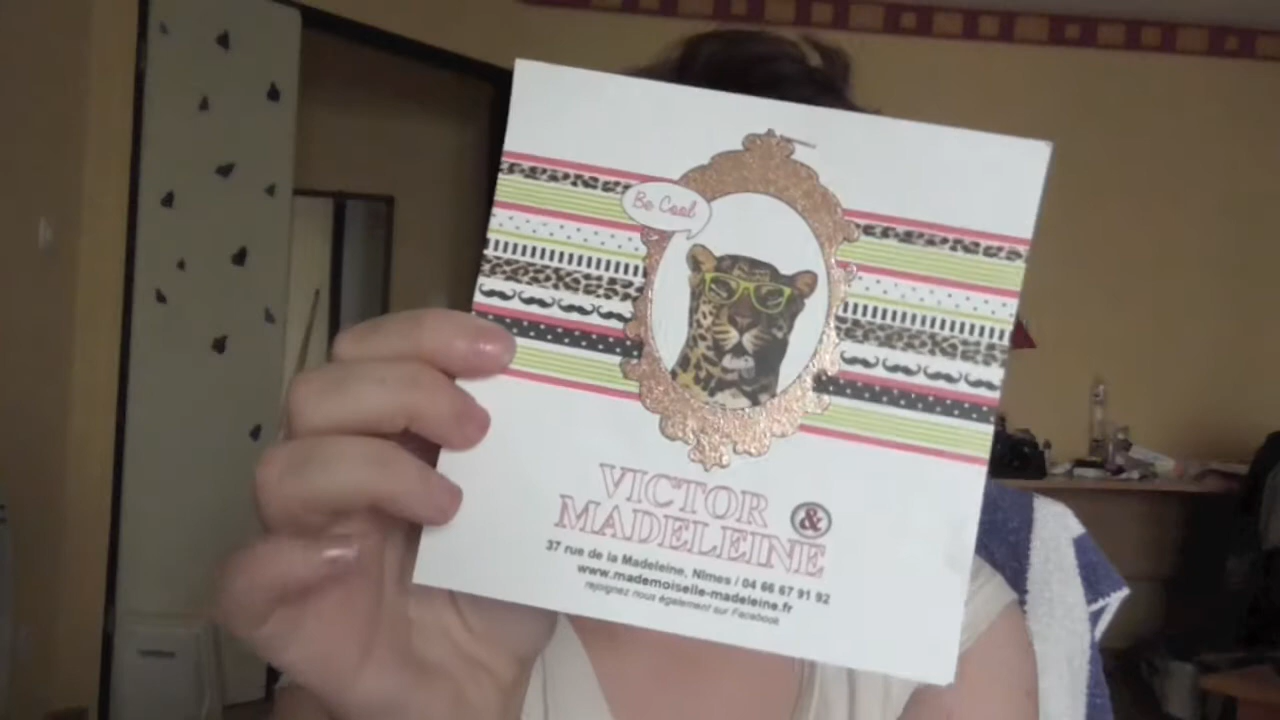 Be Cool
VICTOR &
MADELEINE
37 rue de la Madeleine, Nîmes / 04 66 67 91 92
www.mademoiselle-madeleine.fr
rejoignez nous également sur Facebook